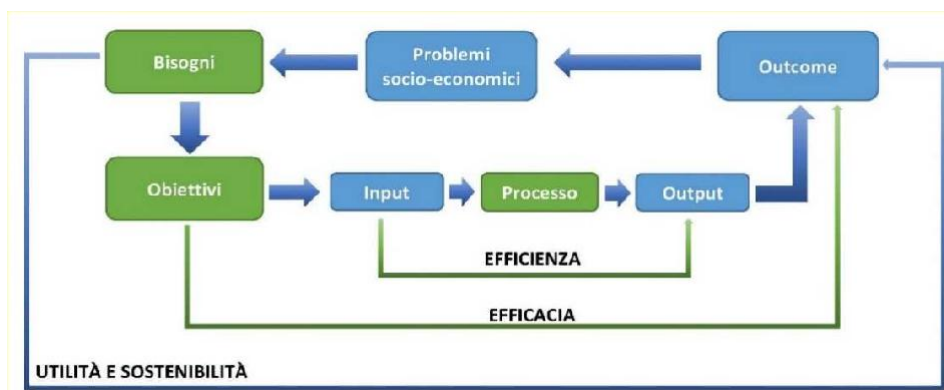 Bisogni
Problemi
socio-economici
Outcome
Obiettivi
Input
Processo
Output
EFFICIENZA
EFFICACIA
UTILITÀ E SOSTENIBILITÀ